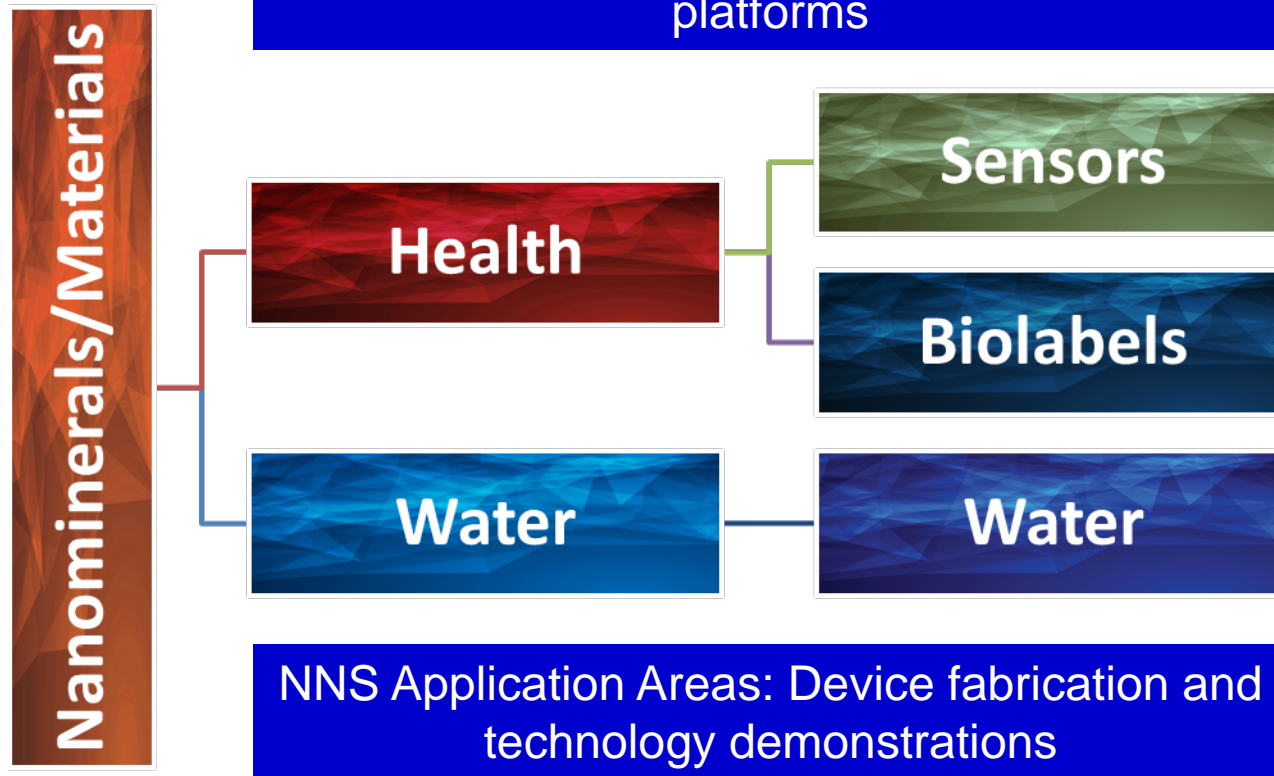 platforms
Nanominerals/Materials
Health
Sensors
Biolabels
Water
Water
NNS Application Areas: Device fabrication and
technology demonstrations